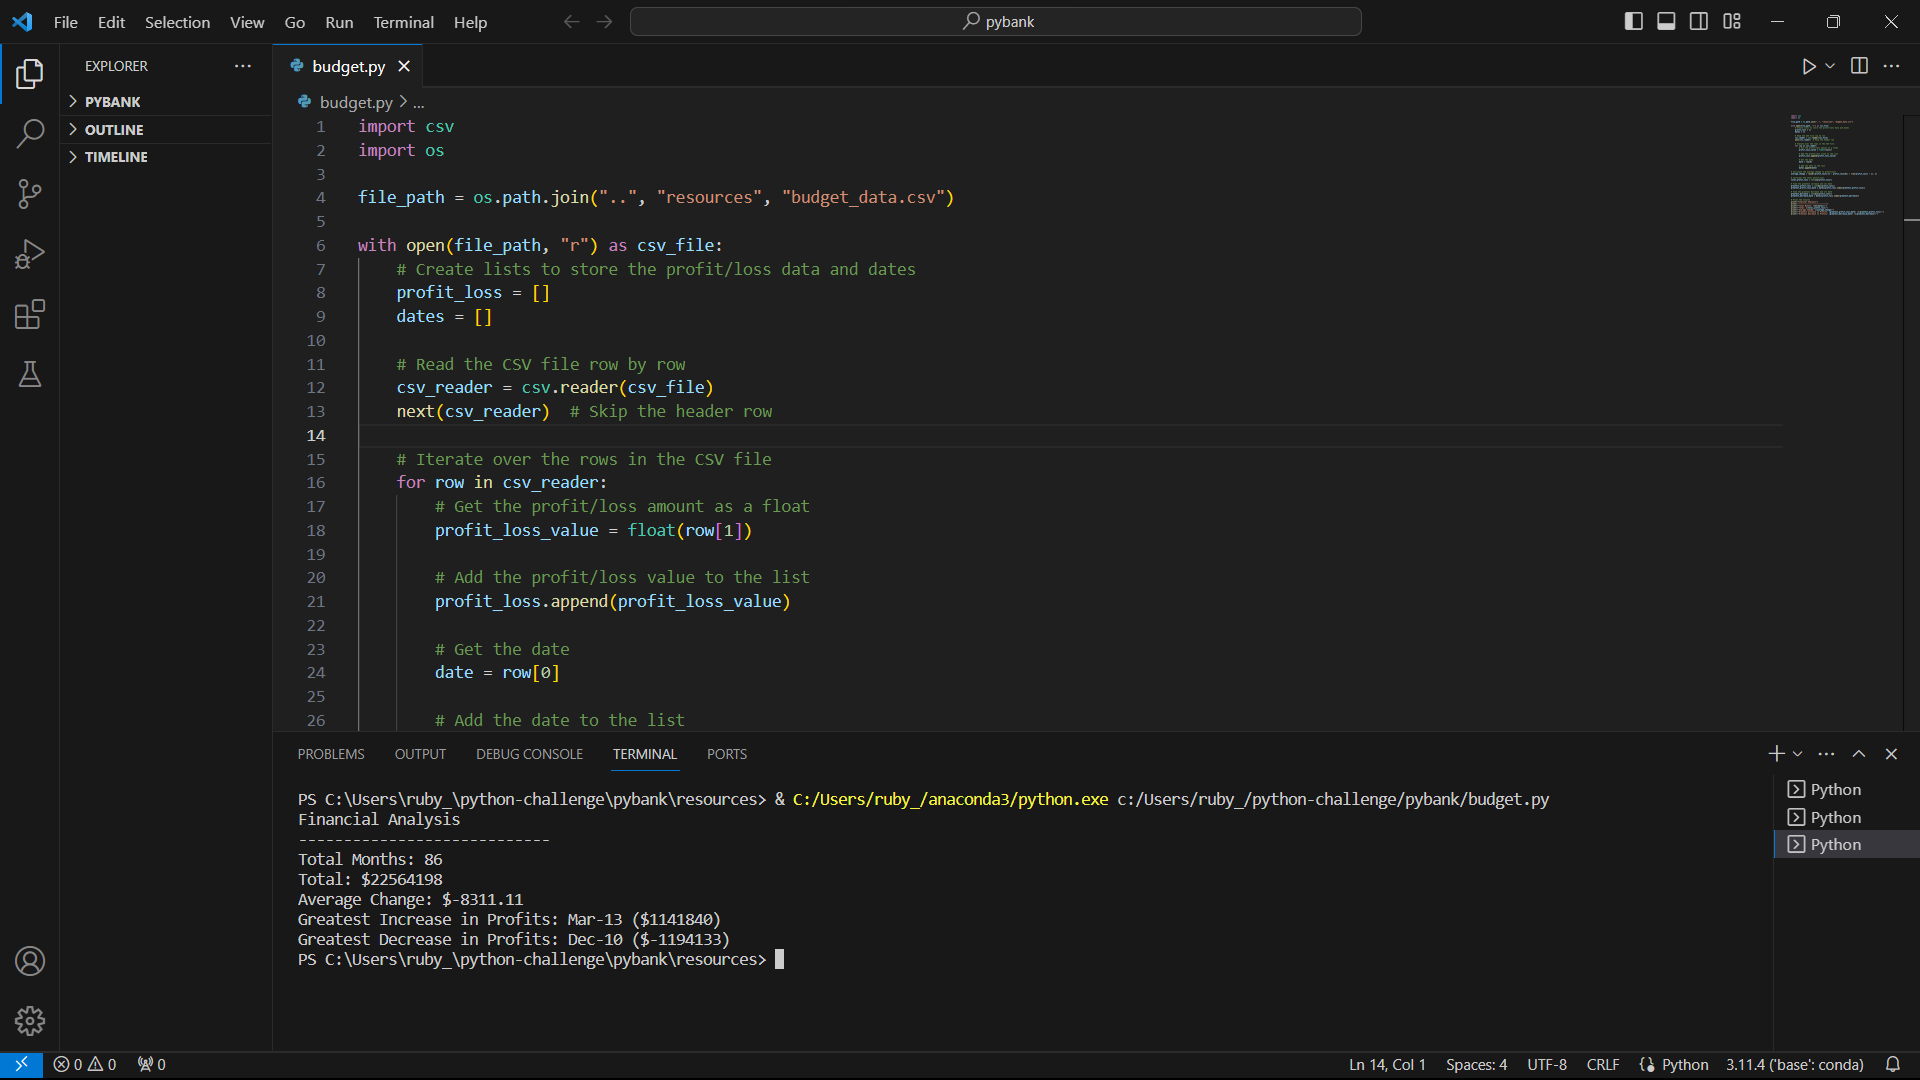 File Edit Selection View Go Run Terminal Help
pybank
EXPLORER
PYBANK
OUTLINE
TIMELINE
budget.py
budget.py > ...
1 import csv
2 import os
3
4 file_path = os.path.join("..", "resources", "budget_data.csv")
5
6 with open(file_path, "r") as csv_file:
7 # Create lists to store the profit/loss data and dates
8 profit_loss = []
9 dates = []
10
11 # Read the CSV file row by row
12 csv_reader = csv.reader(csv_file)
13 next(csv_reader)  # Skip the header row
14
15 # Iterate over the rows in the CSV file
16 for row in csv_reader:
17 # Get the profit/loss amount as a float
18 profit_loss_value = float(row[1])
19
20 # Add the profit/loss value to the list
21 profit_loss.append(profit_loss_value)
22
23 # Get the date
24 date = row[0]
25
26 # Add the date to the list
PROBLEMS OUTPUT DEBUG CONSOLE TERMINAL PORTS
PS C:\Users\ruby_\python-challenge\pybank\resources> & C:/Users/ruby_/anaconda3/python.exe c:/Users/ruby_/python-challenge/pybank/budget.py
Financial Analysis
----------------------------
Total Months: 86
Total: $22564198
Average Change: $-8311.11
Greatest Increase in Profits: Mar-13 ($1141840)
Greatest Decrease in Profits: Dec-10 ($-1194133)
PS C:\Users\ruby_\python-challenge\pybank\resources>
Python
Python
Python
0 0 0
Ln 14, Col 1 Spaces: 4 UTF-8 CRLF Python 3.11.4 ('base': conda)